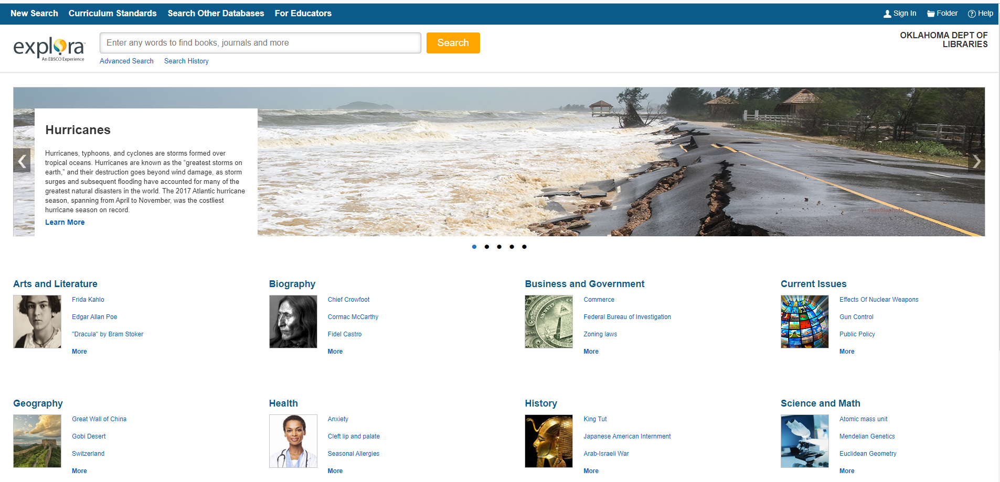 New Search Curriculum Standards Search Other Databases For Educators Sign In Folder Help
explora
An EBSCO Experience
Enter any words to find books, journals and more
Search
Advanced Search Search History
OKLAHOMA DEPT OF
LIBRARIES
Hurricanes
Hurricanes, typhoons, and cyclones are storms formed over
tropical oceans. Hurricanes are known as the “greatest storms on
earth,” and their destruction goes beyond wind damage, as storm
surges and subsequent flooding have accounted for many of the
greatest natural disasters in the world. The 2017 Atlantic hurricane
season, spanning from April to November, was the costliest
hurricane season on record.
Learn More
Arts and Literature
Frida Kahlo
Edgar Allan Poe
"Dracula" by Bram Stoker
More
Biography
Chief Crowfoot
Cormac McCarthy
Fidel Castro
More
Business and Government
Commerce
Federal Bureau of Investigation
Zoning laws
More
Current Issues
Effects Of Nuclear Weapons
Gun Control
Public Policy
More
Geography
Great Wall of China
Gobi Desert
Switzerland
More
Health
Anxiety
Cleft lip and palate
Seasonal Allergies
More
History
King Tut
Japanese American Internment
Arab-Israeli War
More
Science and Math
Atomic mass unit
Mendelian Genetics
Euclidean Geometry
More